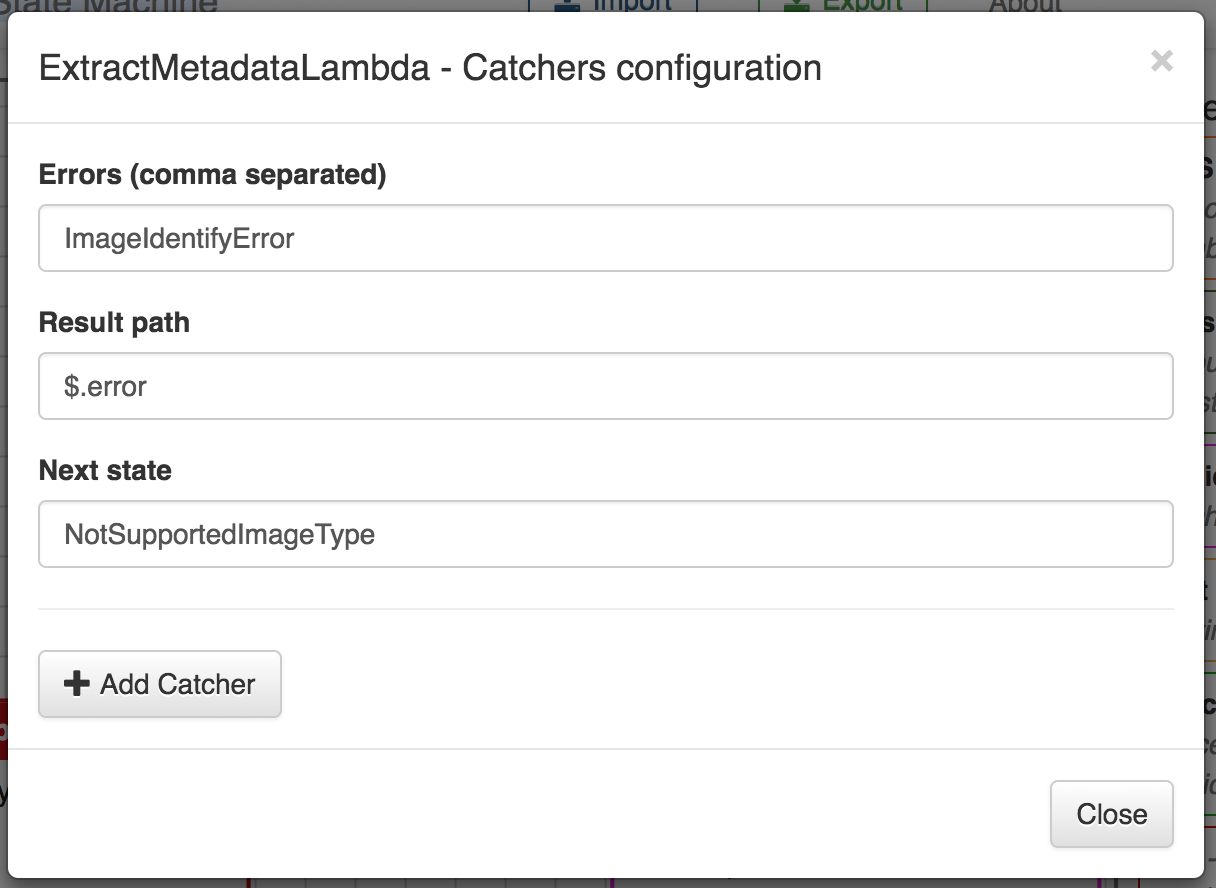 State Machine Import Export About
ExtractMetadataLambda - Catchers configuration ×
Errors (comma separated)
ImageIdentifyError
Result path
$.error
Next state
NotSupportedImageType
Add Catcher
Close